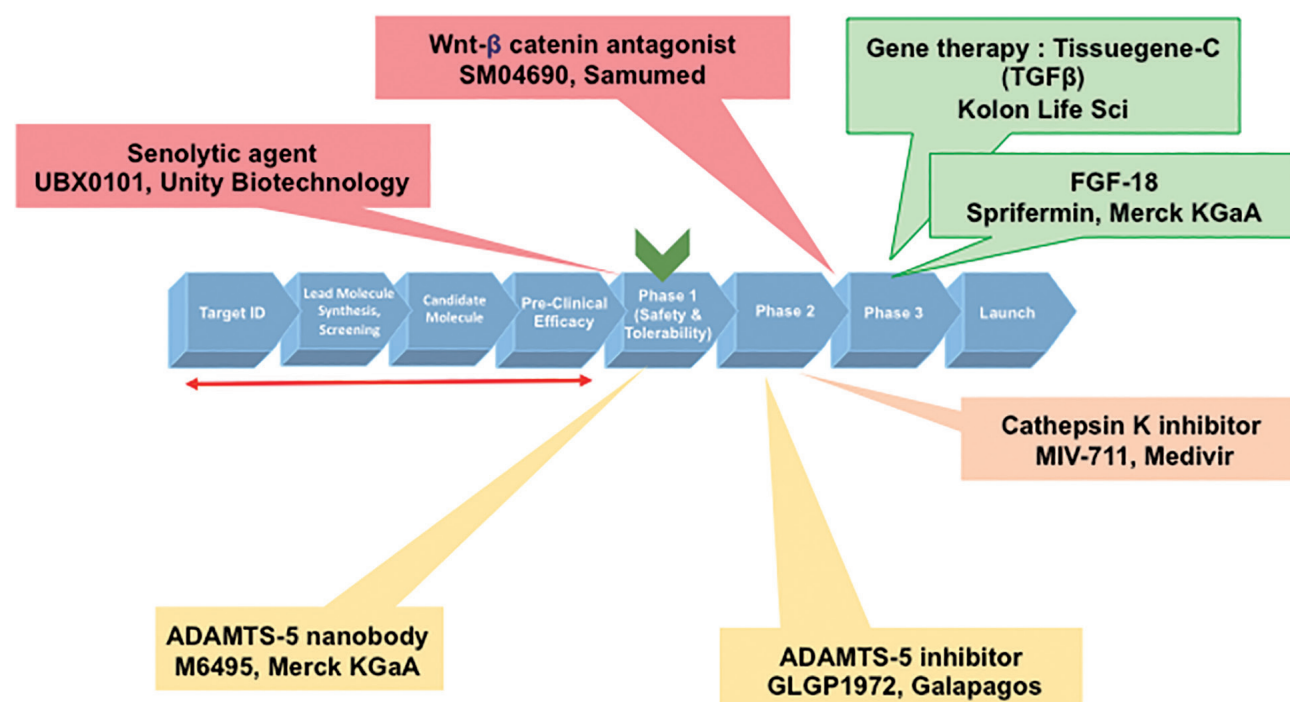 Wnt-β catenin antagonist
SM04690, Samumed
Gene therapy : Tissuegene-C
(TGFβ)
Kolon Life Sci
Senolytic agent
UBX0101, Unity Biotechnology
FGF-18
Sprifermin, Merck KGaA
Target ID
Lead Molecule
Synthesis,
Screening
Candidate
Molecule
Pre-Clinical
Efficacy
Phase 1
(Safety &
Tolerability)
Phase 2
Phase 3
Launch
Cathepsin K inhibitor
MIV-711, Medivir
ADAMTS-5 nanobody
M6495, Merck KGaA
ADAMTS-5 inhibitor
GLGP1972, Galapagos